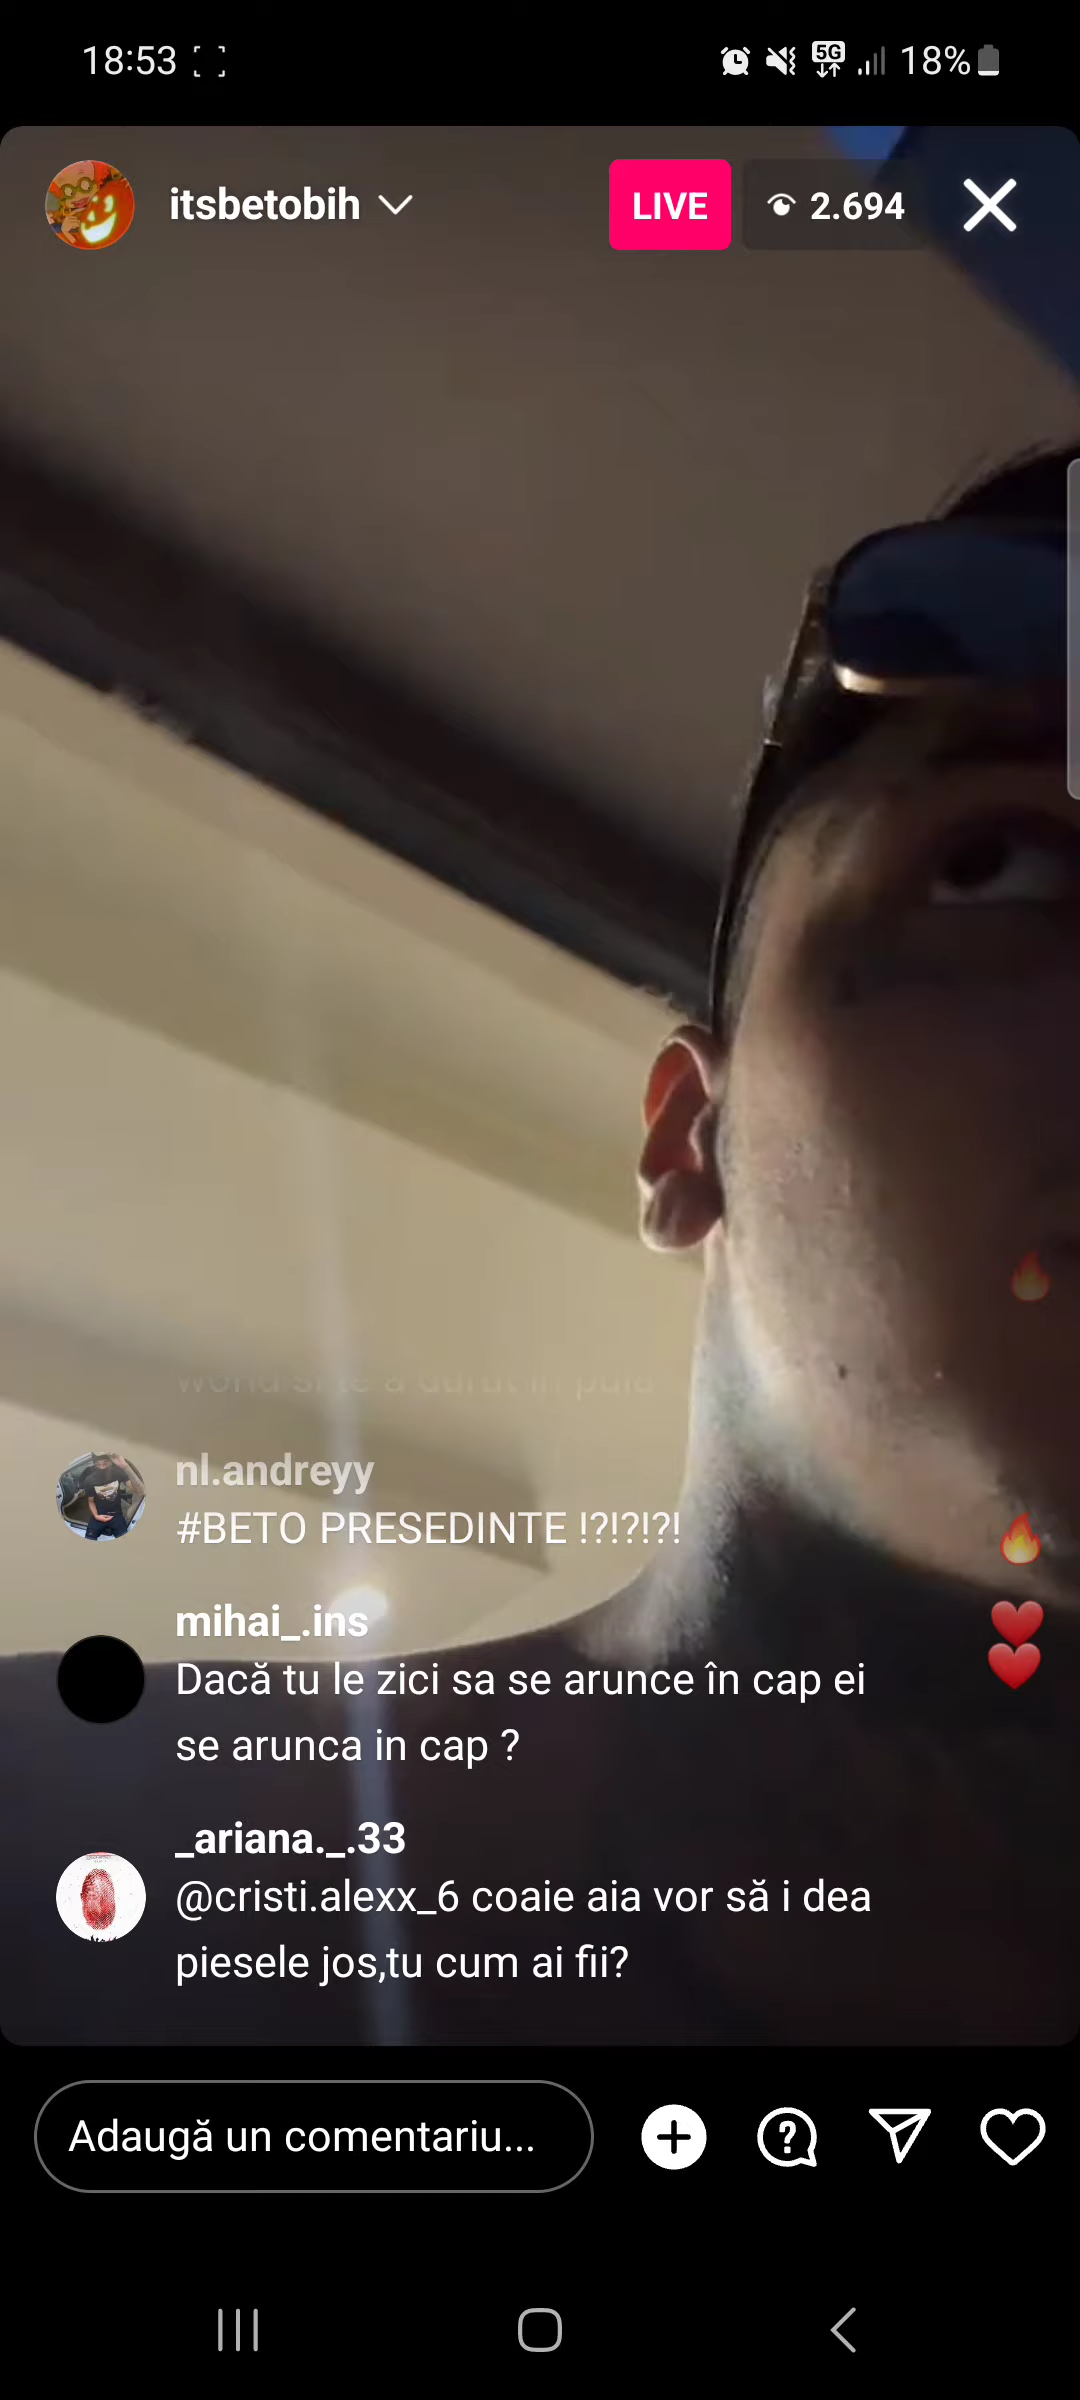 18:53
5G
18%
itsbetobih
LIVE
2.694
nl.andreyy
#BETO PRESEDINTE !?!?!?!
mihai_.ins
Dacă tu le zici sa se arunce în cap ei
se arunca in cap ?
_ariana._.33
@cristi.alexx_6 coaie aia vor să i dea
piesele jos,tu cum ai fii?
Adaugă un comentariu...